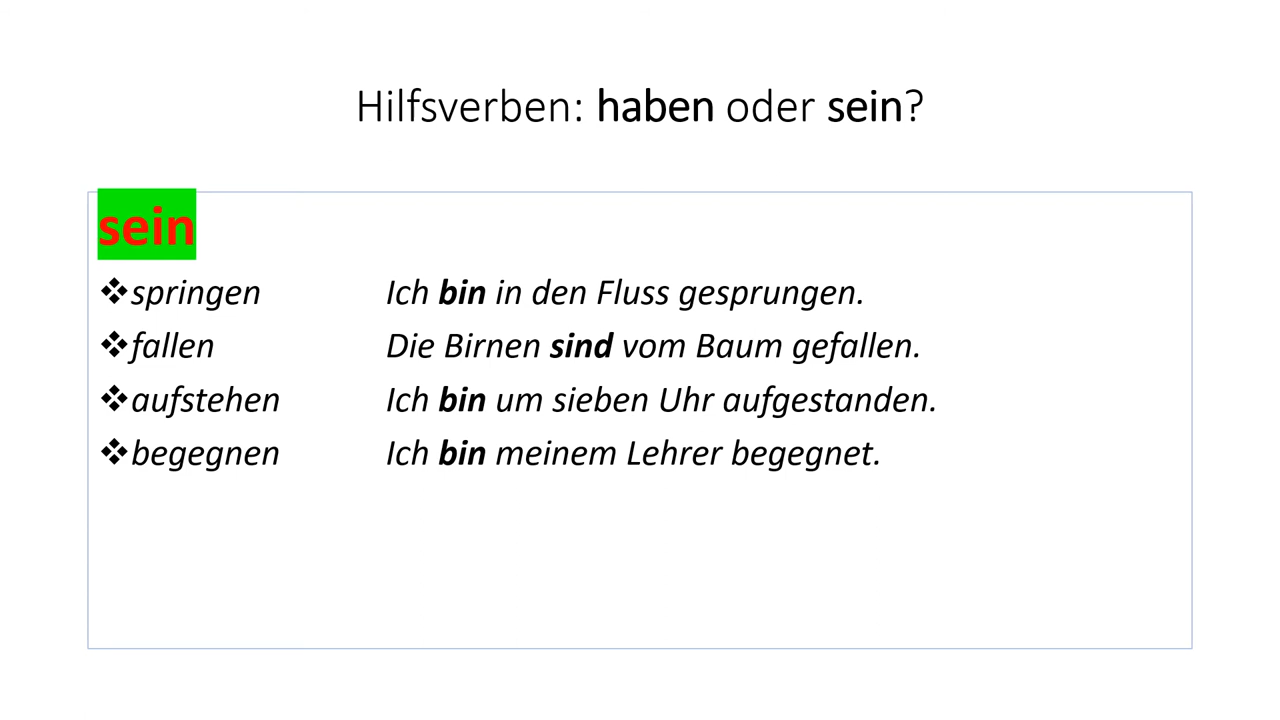 Hilfsverben: haben oder sein?
sein
❖springen Ich bin in den Fluss gesprungen.
❖fallen Die Birnen sind vom Baum gefallen.
❖aufstehen Ich bin um sieben Uhr aufgestanden.
❖begegnen Ich bin meinem Lehrer begegnet.